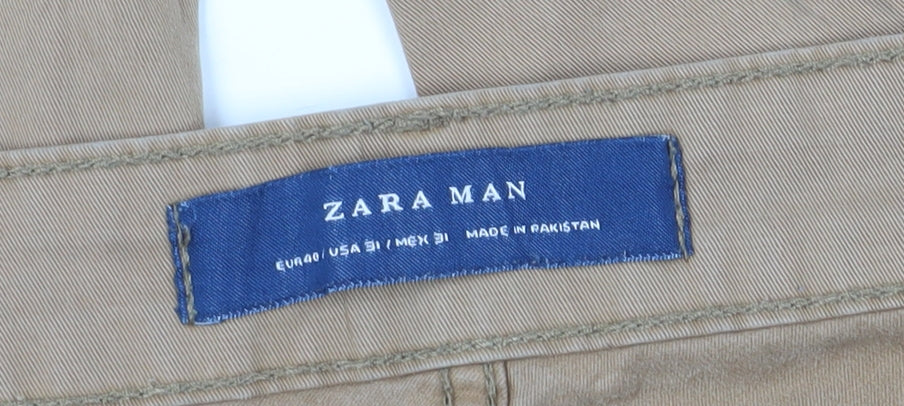 ZARA MAN
EUR40/ USA 31 / MEX 31 MADE IN PAKISTAN